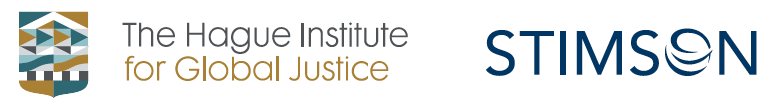 The Hague Institute
for Global Justice
STIMSON